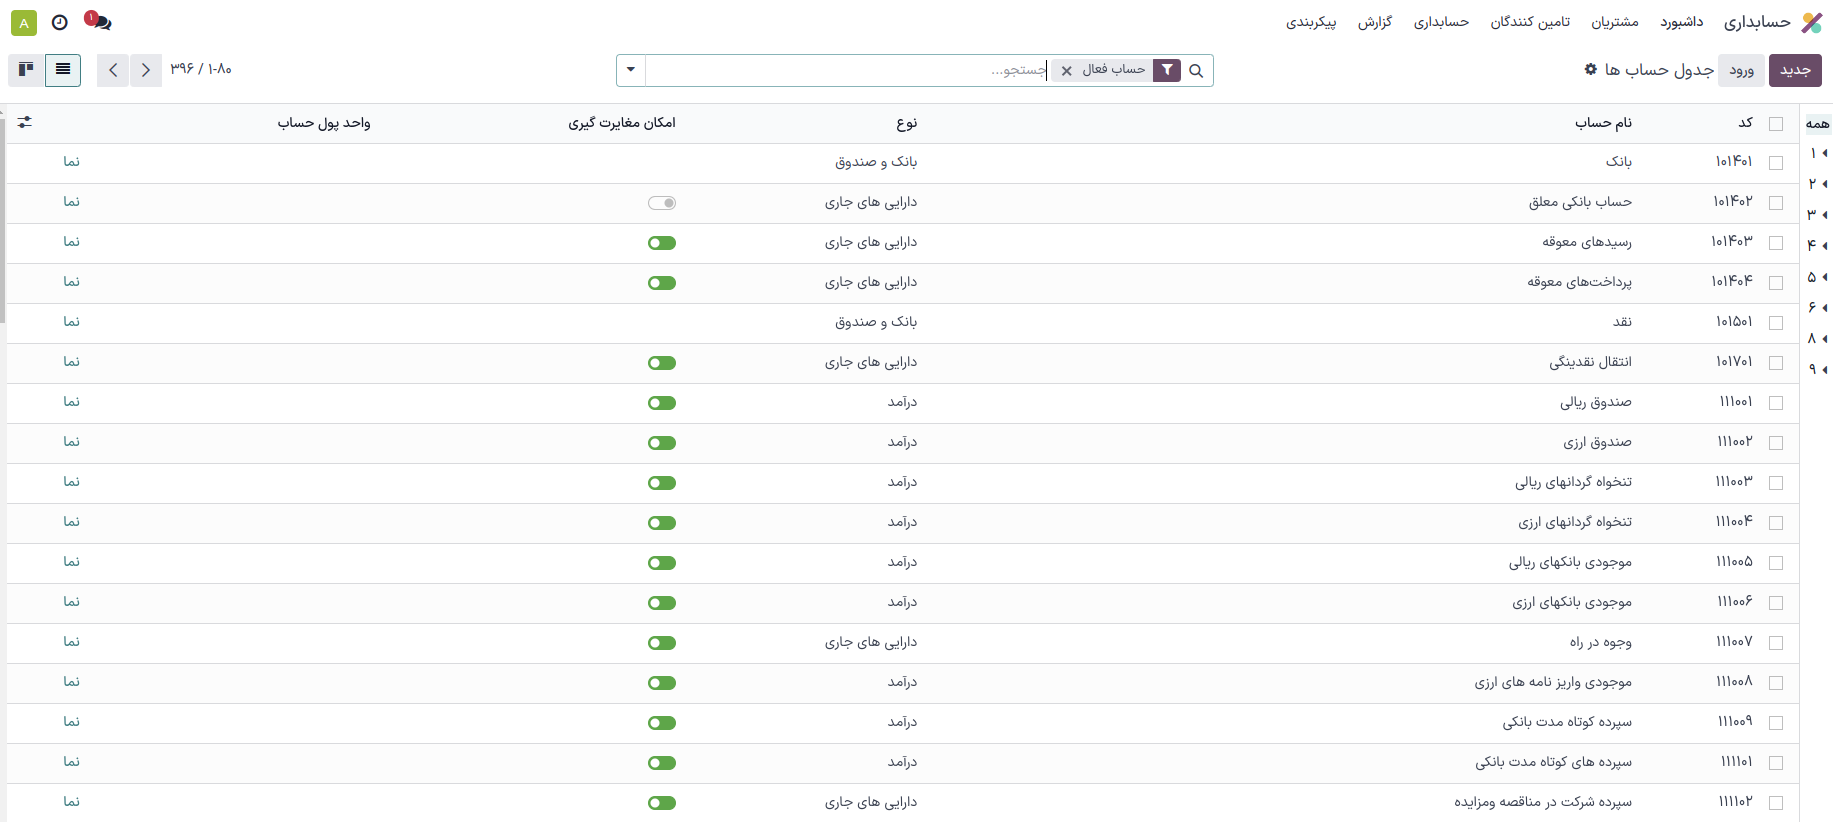 حسابداری داشبورد مشتریان تامین کنندگان حسابداری گزارش پیکربندی ۱ A
جدید ورود جدول حساب ها حساب فعال جستجو... ۱-۸۰ / ۳۹۶
همه
۱
۲
۳
۴
۵
۶
۸
۹
کد نام حساب نوع امکان مغایرت گیری واحد پول حساب
۱۰۱۴۰۱ بانک بانک و صندوق نما
۱۰۱۴۰۲ حساب بانکی معلق دارایی های جاری نما
۱۰۱۴۰۳ رسیدهای معوقه دارایی های جاری نما
۱۰۱۴۰۴ پرداخت‌های معوقه دارایی های جاری نما
۱۰۱۵۰۱ نقد بانک و صندوق نما
۱۰۱۷۰۱ انتقال نقدینگی دارایی های جاری نما
۱۱۱۰۰۱ صندوق ریالی درآمد نما
۱۱۱۰۰۲ صندوق ارزی درآمد نما
۱۱۱۰۰۳ تنخواه گردانهای ریالی درآمد نما
۱۱۱۰۰۴ تنخواه گردانهای ارزی درآمد نما
۱۱۱۰۰۵ موجودی بانکهای ریالی درآمد نما
۱۱۱۰۰۶ موجودی بانکهای ارزی درآمد نما
۱۱۱۰۰۷ وجوه در راه دارایی های جاری نما
۱۱۱۰۰۸ موجودی واریز نامه های ارزی درآمد نما
۱۱۱۰۰۹ سپرده کوتاه مدت بانکی درآمد نما
۱۱۱۱۰۱ سپرده های کوتاه مدت بانکی درآمد نما
۱۱۱۱۰۲ سپرده شرکت در مناقصه ومزایده دارایی های جاری نما